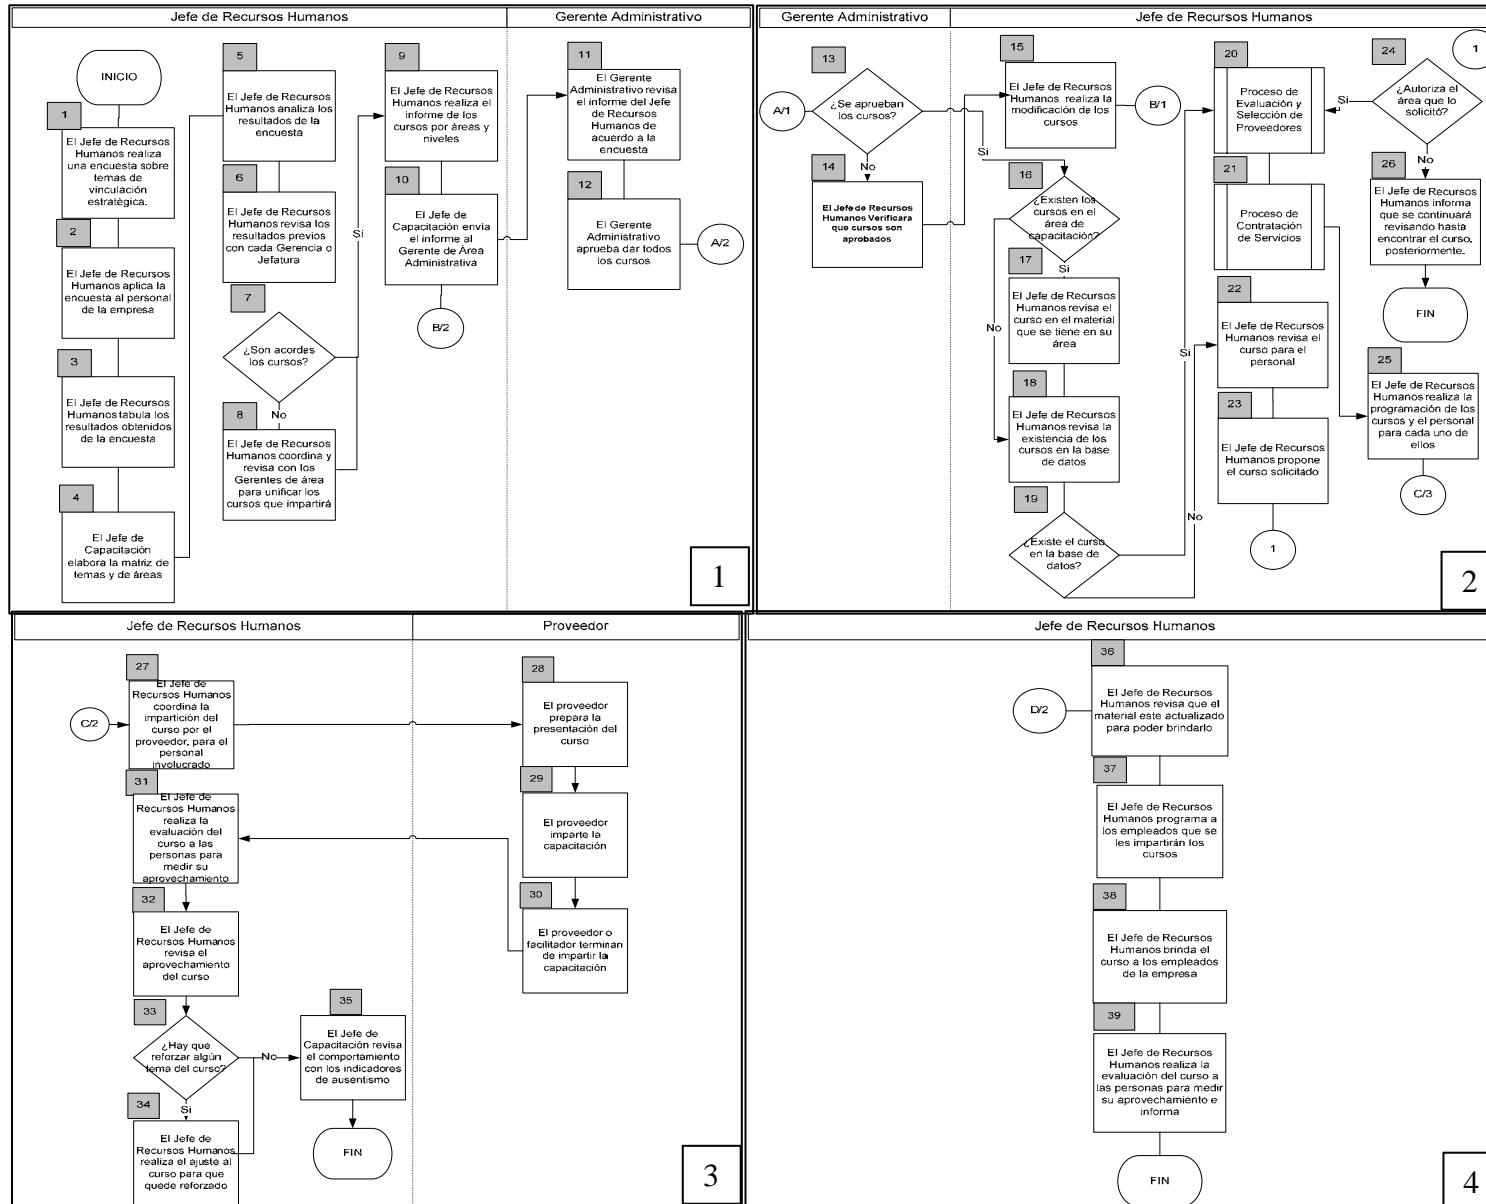 Jefe de Recursos Humanos
Gerente Administrativo
INICIO
1
El Jefe de Recursos
Humanos realiza
una encuesta sobre
temas de
vinculación
estratégica.
2
El Jefe de Recursos
Humanos aplica la
encuesta al personal
de la empresa
3
El Jefe de Recursos
Humanos tabula los
resultados obtenidos
de la encuesta
4
El Jefe de
Capacitación
elabora la matriz de
temas y de áreas
5
El Jefe de Recursos
Humanos analiza los
resultados de la
encuesta
6
El Jefe de Recursos
Humanos revisa los
resultados previos
con cada Gerencia o
Jefatura
7
¿Son acordes
los cursos?
Si
No
8
El Jefe de Recursos
Humanos coordina y
revisa con los
Gerentes de área
para unificar los
cursos que impartirá
9
El Jefe de Recursos
Humanos realiza el
informe de los
cursos por áreas y
niveles
10
El Jefe de
Capacitación envía
el informe al
Gerente de Área
Administrativa
B/2
11
El Gerente
Administrativo revisa
el informe del Jefe
de Recursos
Humanos de
acuerdo a la
encuesta
12
El Gerente
Administrativo
aprueba dar todos
los cursos
A/2
1
Gerente Administrativo
Jefe de Recursos Humanos
13
A/1
¿Se aprueban
los cursos?
Si
No
14
El Jefe de Recursos
Humanos Verificara
que cursos son
aprobados
15
El Jefe de Recursos
Humanos realiza la
modificación de los
cursos
B/1
16
¿Existen los
cursos en el
área de
capacitación?
Si
No
17
El Jefe de Recursos
Humanos revisa el
curso en el material
que se tiene en su
área
18
El Jefe de Recursos
Humanos revisa la
existencia de los
cursos en la base
de datos
19
¿Existe el curso
en la base de
datos?
Si
No
20
Proceso de
Evaluación y
Selección de
Proveedores
21
Proceso de
Contratación
de Servicios
22
El Jefe de Recursos
Humanos revisa el
curso para el
personal
23
El Jefe de Recursos
Humanos propone
el curso solicitado
1
24
1
¿Autoriza el
área que lo
solicitó?
Si
No
26
El Jefe de Recursos
Humanos informa
que se continuará
revisando hasta
encontrar el curso,
posteriormente.
FIN
25
El Jefe de Recursos
Humanos realiza la
programación de los
cursos y el personal
para cada uno de
ellos
C/3
2
Jefe de Recursos Humanos
Proveedor
27
C/2
El Jefe de
Recursos Humanos
coordina la
impartición del
curso por el
proveedor, para el
personal
involucrado
28
El proveedor
prepara la
presentación del
curso
29
El proveedor
imparte la
capacitación
30
El proveedor o
facilitador terminan
de impartir la
capacitación
31
El Jefe de
Recursos Humanos
realiza la
evaluación del
curso a las
personas para
medir su
aprovechamiento
32
El Jefe de
Recursos Humanos
revisa el
aprovechamiento
del curso
33
¿Hay que
reforzar algún
tema del curso?
No
Si
34
El Jefe de
Recursos Humanos
realiza el ajuste al
curso para que
quede reforzado
35
El Jefe de
Capacitación revisa
el comportamiento
con los indicadores
de ausentismo
FIN
3
Jefe de Recursos Humanos
36
D/2
El Jefe de Recursos
Humanos revisa que el
material este actualizado
para poder brindarlo
37
El Jefe de Recursos
Humanos programa a
los empleados que se
les impartirán los
cursos
38
El Jefe de Recursos
Humanos brinda el
curso a los empleados
de la empresa
39
El Jefe de Recursos
Humanos realiza la
evaluación del curso a
las personas para medir
su aprovechamiento e
informa
FIN
4